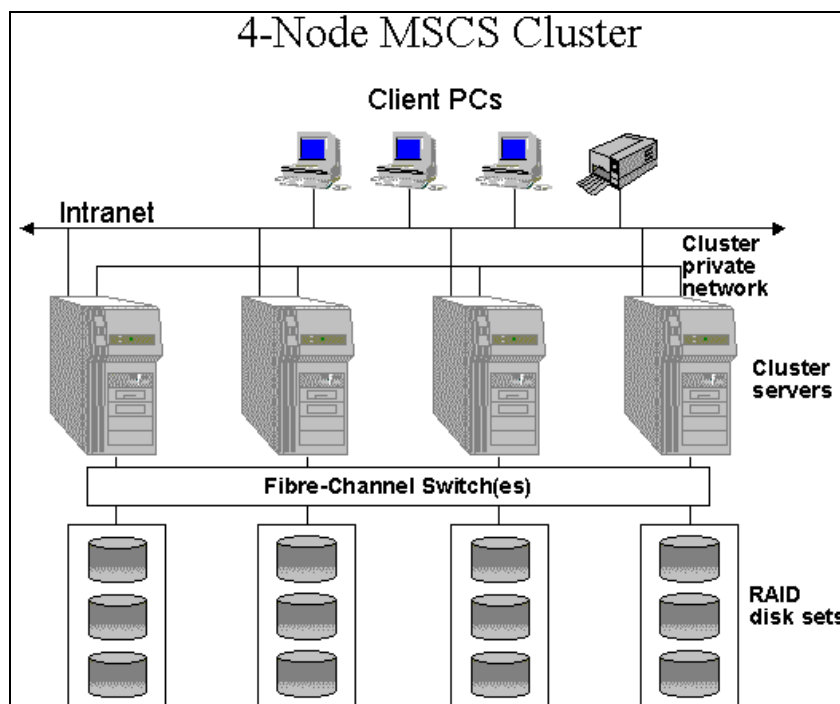 4-Node MSCS Cluster
Client PCs
Intranet
Cluster
private
network
Cluster
servers
Fibre-Channel Switch(es)
RAID
disk sets